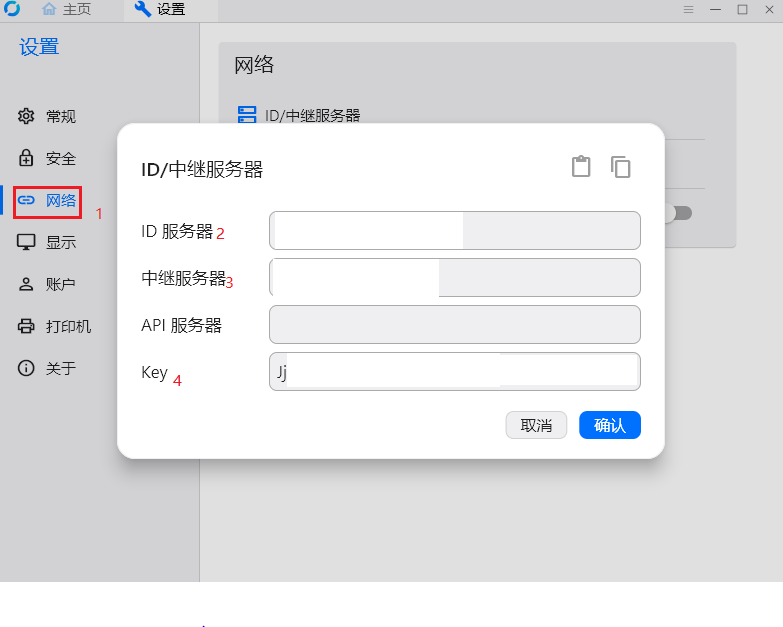 主页
设置
设置
网络
ID/中继服务器
常规
安全
网络 1
显示
账户
打印机
关于
ID/中继服务器
ID 服务器 2
中继服务器 3
API 服务器
Key 4
Jj
取消
确认